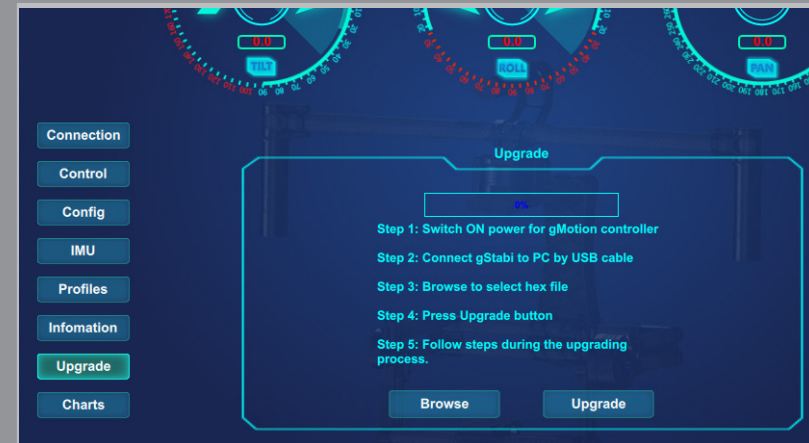 0.0
0.0
0.0
TILT
ROLL
PAN
Connection
Control
Config
IMU
Profiles
Infomation
Upgrade
Charts
Upgrade
0%
Step 1: Switch ON power for gMotion controller
Step 2: Connect gStabi to PC by USB cable
Step 3: Browse to select hex file
Step 4: Press Upgrade button
Step 5: Follow steps during the upgrading
process.
Browse
Upgrade